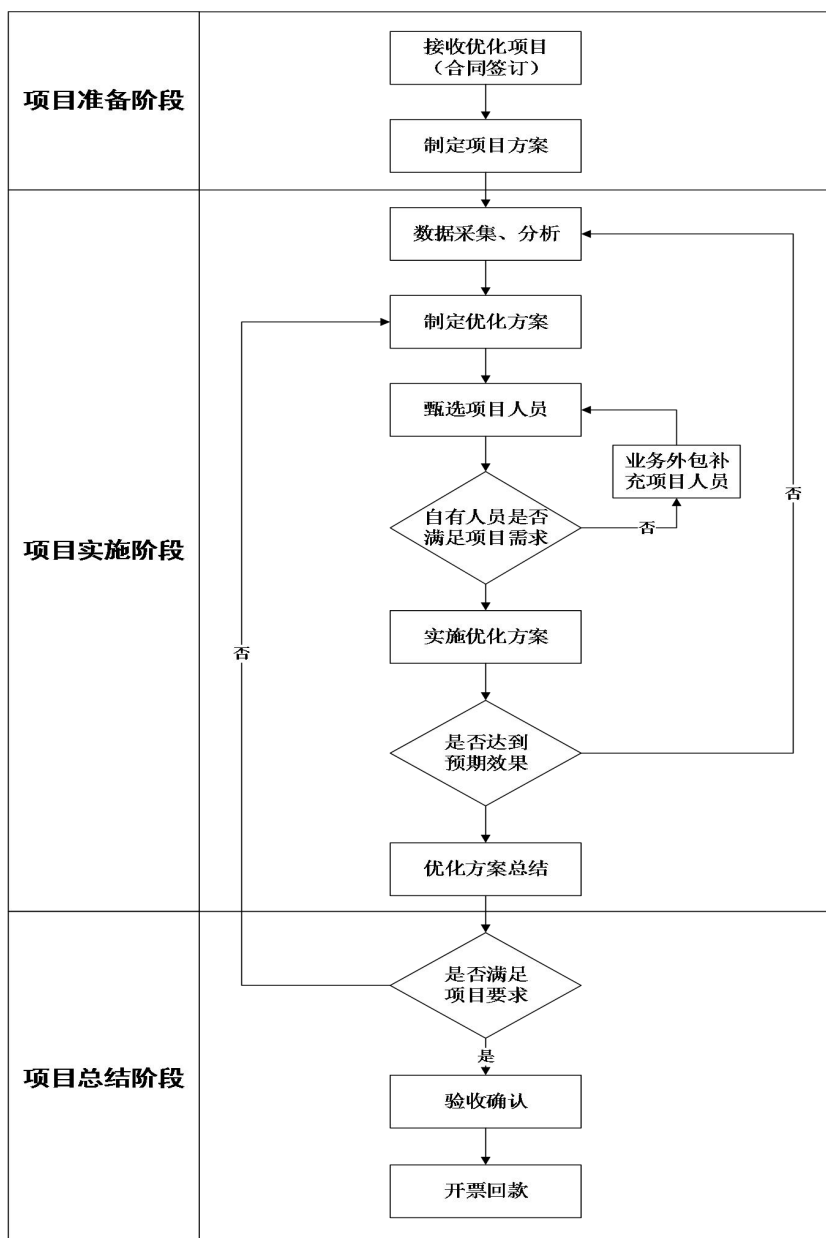 项目准备阶段
接收优化项目
（合同签订）
制定项目方案
项目实施阶段
数据采集、分析
制定优化方案
甄选项目人员
业务外包补
充项目人员
自有人员是否
满足项目需求
否
否
实施优化方案
否
是否达到
预期效果
优化方案总结
项目总结阶段
是否满足
项目要求
是
验收确认
开票回款